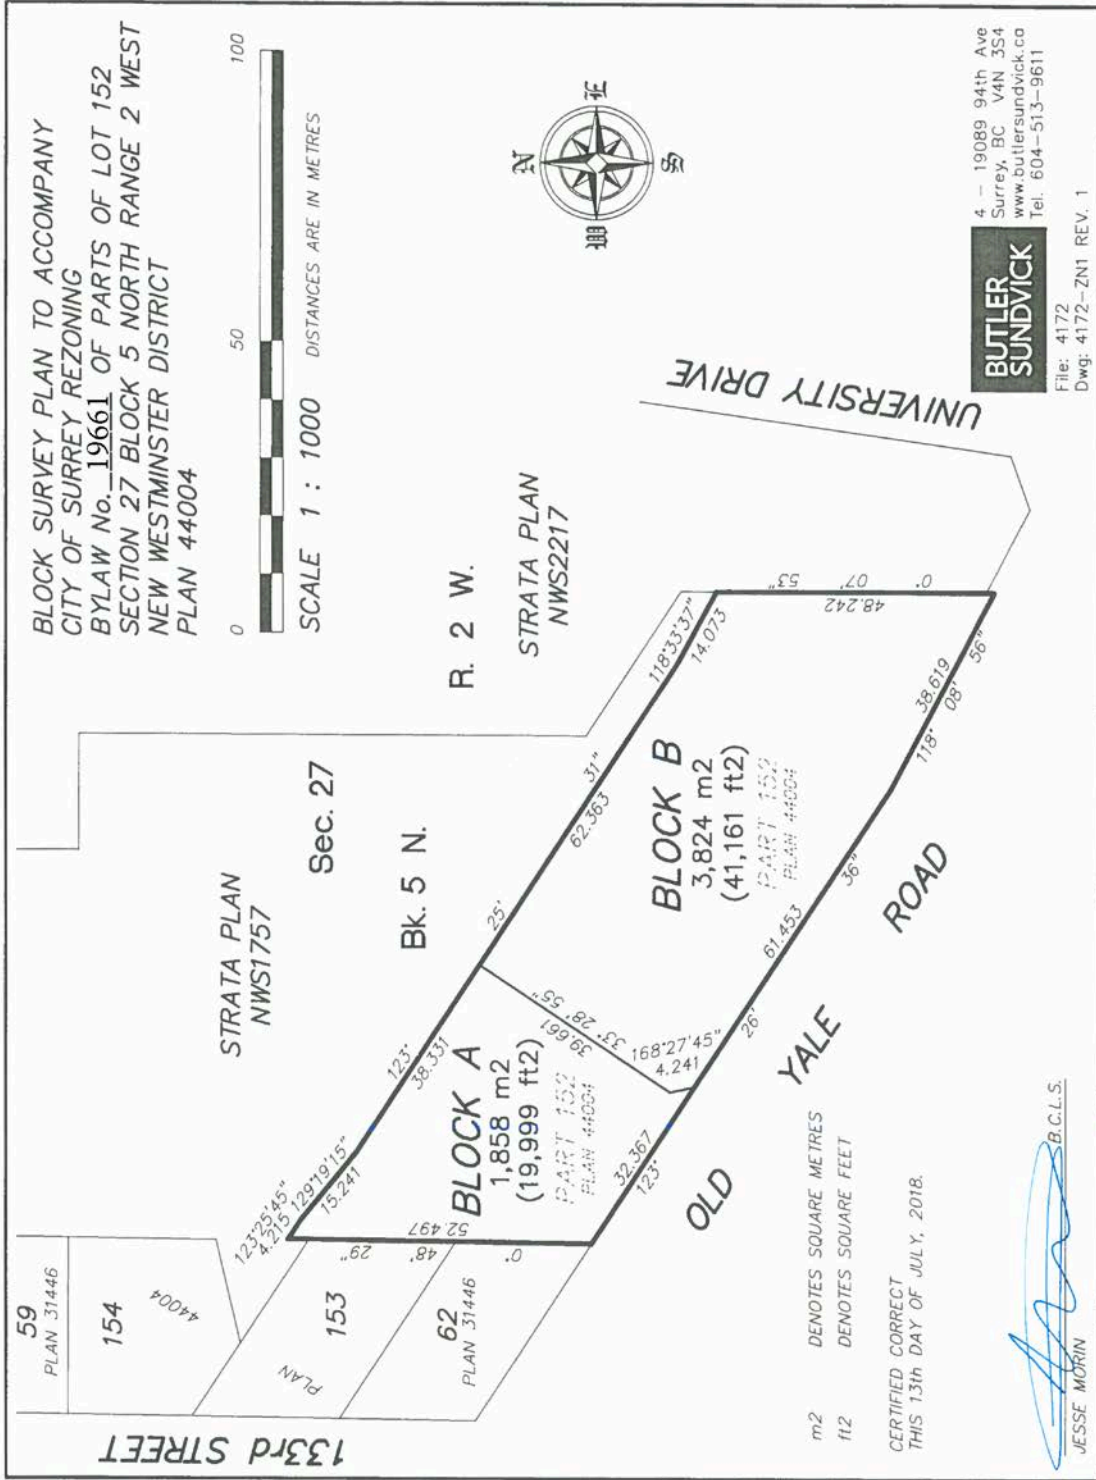 BLOCK SURVEY PLAN TO ACCOMPANY
CITY OF SURREY REZONING
BYLAW No. 19661 OF PARTS OF LOT 152
SECTION 27 BLOCK 5 NORTH RANGE 2 WEST
NEW WESTMINSTER DISTRICT
PLAN 44004
0 50 100
SCALE 1 : 1000 DISTANCES ARE IN METRES
N
E
S
W
59
PLAN 31446
154
44004
153
PLAN
62
PLAN 31446
133rd STREET
STRATA PLAN
NWS1757
Sec. 27
Bk. 5 N.
R. 2 W.
STRATA PLAN
NWS2217
UNIVERSITY DRIVE
123°25'45"
4.215
129°19'15"
15.241
123° 25' 31"
38.331
62.363
118°33'37"
14.073
0° 07' 53"
48.242
118° 08' 56"
38.619
123° 26' 36"
32.367
61.453
0° 48' 29"
52.497
33° 28' 55"
39.661
168°27'45"
4.241
BLOCK A
1,858 m2
(19,999 ft2)
PART 152
PLAN 44004
BLOCK B
3,824 m2
(41,161 ft2)
PART 152
PLAN 44004
OLD YALE ROAD
m2 DENOTES SQUARE METRES
ft2 DENOTES SQUARE FEET
CERTIFIED CORRECT
THIS 13th DAY OF JULY, 2018.
B.C.L.S.
JESSE MORIN
BUTLER
SUNDVICK
4 - 19089 94th Ave
Surrey, BC V4N 3S4
www.butlersundvick.ca
Tel. 604-513-9611
File: 4172
Dwg: 4172-ZN1 REV. 1